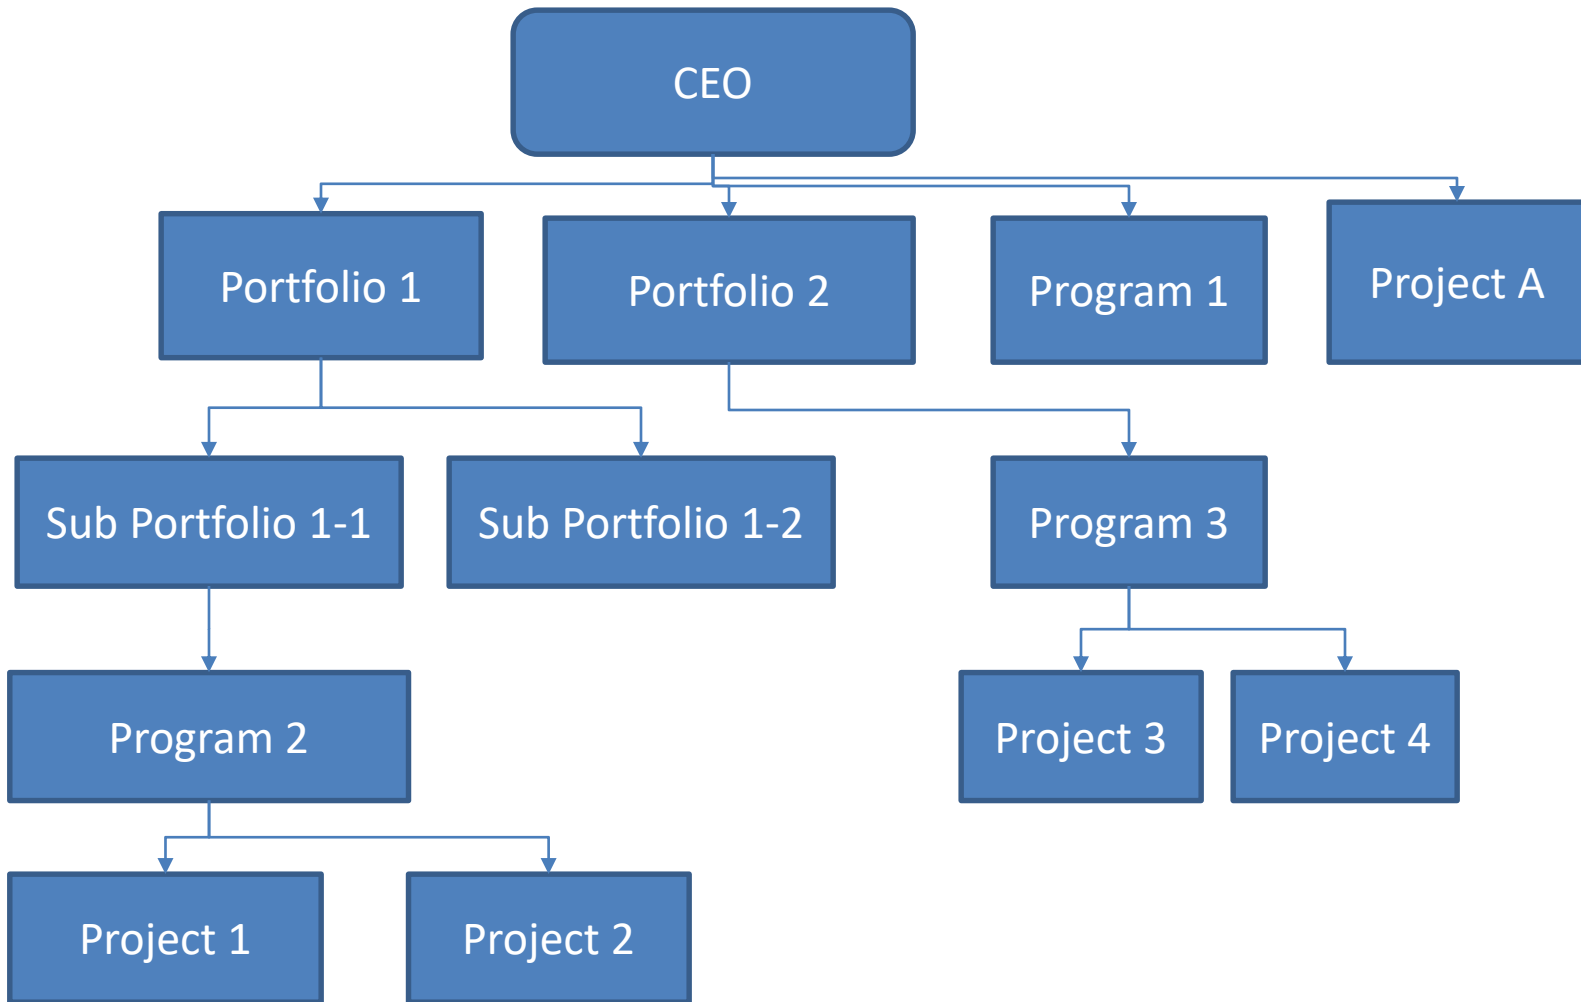 CEO
Portfolio 1
Portfolio 2
Program 1
Project A
Sub Portfolio 1-1
Sub Portfolio 1-2
Program 3
Program 2
Project 3
Project 4
Project 1
Project 2